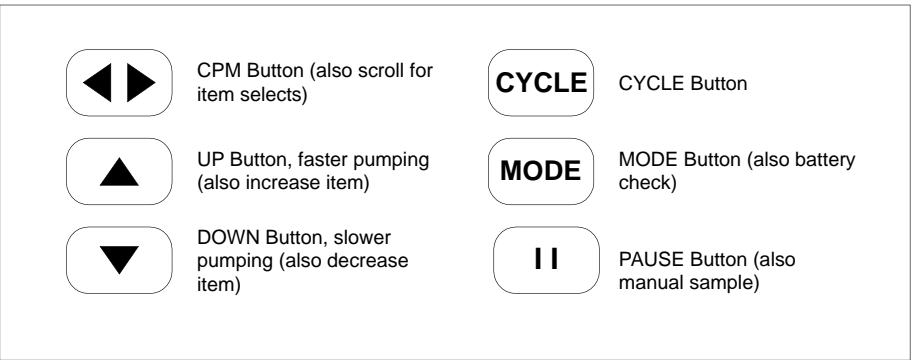 CPM Button (also scroll for
item selects)
UP Button, faster pumping
(also increase item)
DOWN Button, slower
pumping (also decrease
item)
CYCLE
CYCLE Button
MODE
MODE Button (also battery
check)
II
PAUSE Button (also
manual sample)